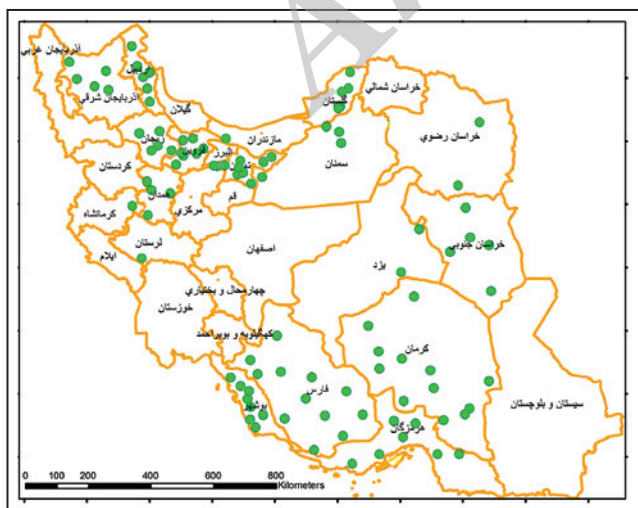 آذربایجان غربی
اردبیل
آذربایجان شرقی
گیلان
گلستان
خراسان شمالی
خراسان رضوی
زنجان
قزوین
البرز
مازندران
تهران
سمنان
کردستان
همدان
مرکزی
قم
کرمانشاه
لرستان
ایلام
اصفهان
یزد
خراسان جنوبی
خوزستان
چهارمحال و بختیاری
کهگیلویه و بویراحمد
کرمان
فارس
بوشهر
هرمزگان
سیستان و بلوچستان
0 100 200 400 600 800
Kilometers